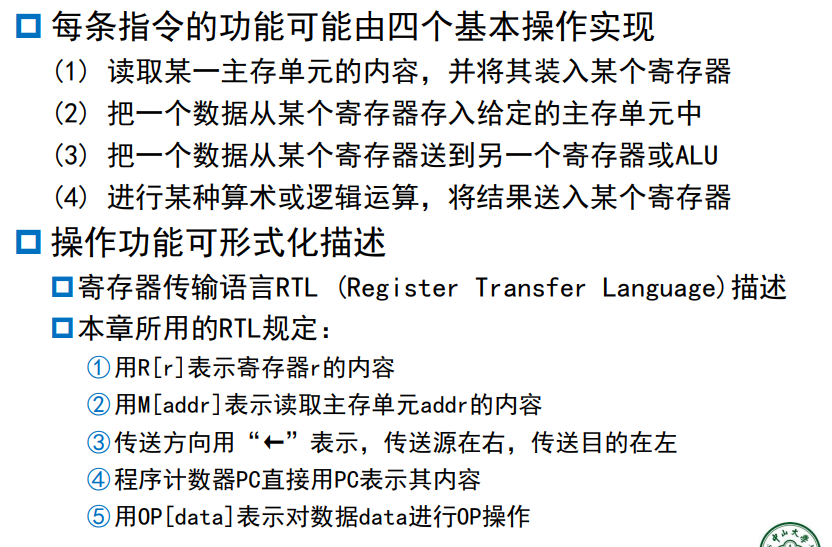 每条指令的功能可能由四个基本操作实现
(1) 读取某一主存单元的内容，并将其装入某个寄存器
(2) 把一个数据从某个寄存器存入给定的主存单元中
(3) 把一个数据从某个寄存器送到另一个寄存器或ALU
(4) 进行某种算术或逻辑运算，将结果送入某个寄存器
操作功能可形式化描述
寄存器传输语言RTL (Register Transfer Language)描述
本章所用的RTL规定：
①用R[r]表示寄存器r的内容
②用M[addr]表示读取主存单元addr的内容
③传送方向用“←”表示，传送源在右，传送目的在左
④程序计数器PC直接用PC表示其内容
⑤用OP[data]表示对数据data进行OP操作
中山大学